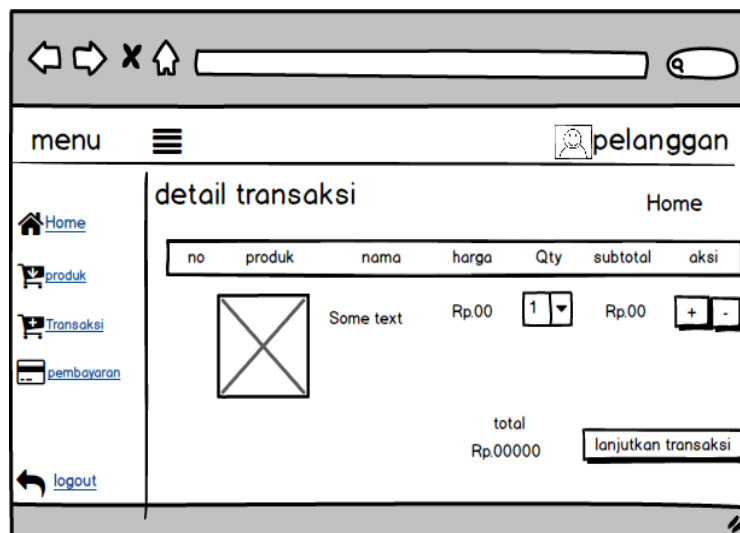 menu pelanggan
detail transaksi
Home
Home
no produk nama harga Qty subtotal aksi
produk
Some text Rp.00 1 Rp.00 + -
Transaksi
pembayaran
total
Rp.00000 lanjutkan transaksi
logout